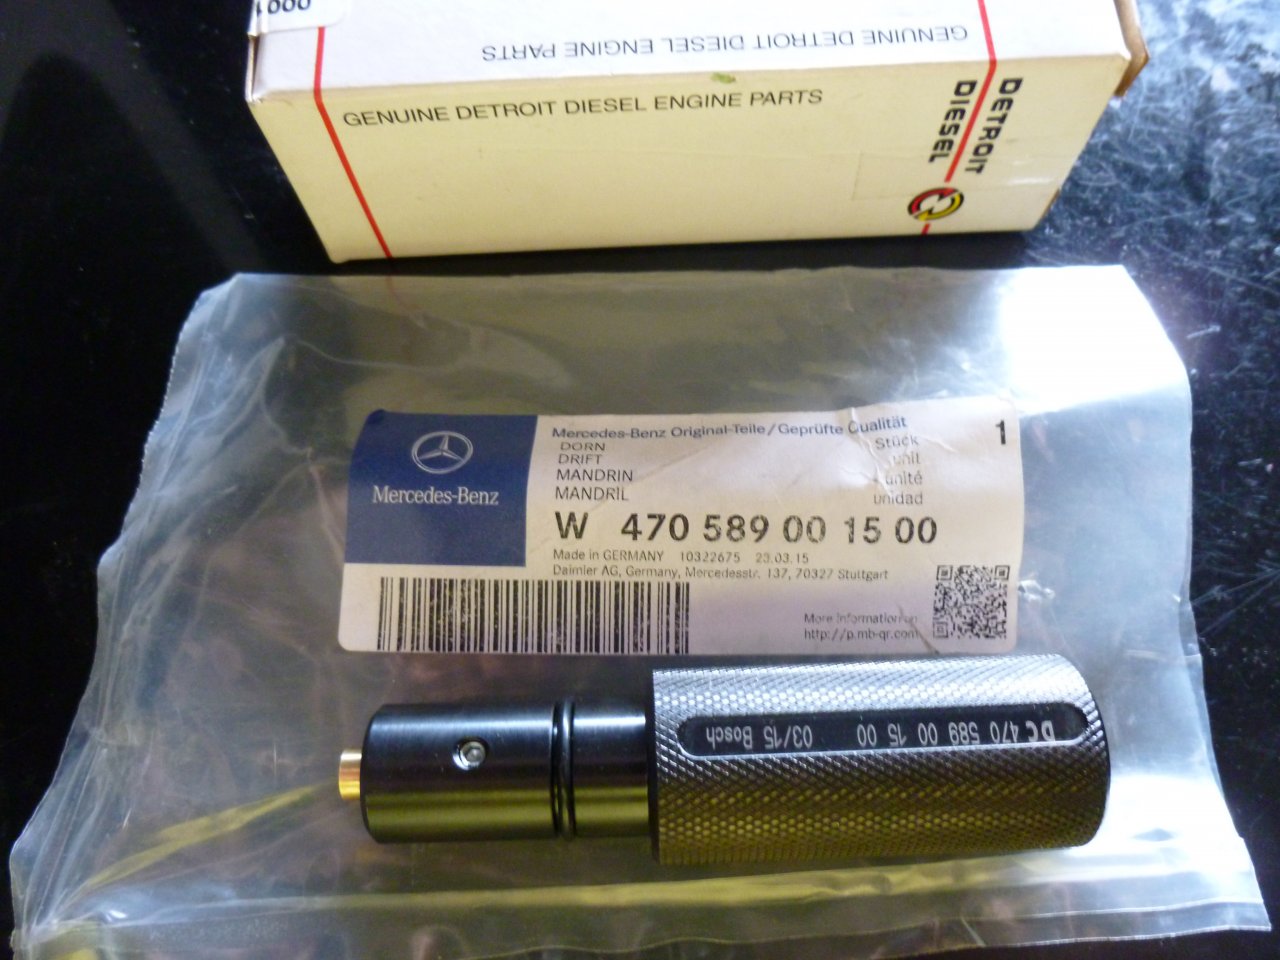 000
GENUINE DETROIT DIESEL ENGINE PARTS
GENUINE DETROIT DIESEL ENGINE PARTS
DETROIT
DIESEL
Mercedes-Benz
Mercedes-Benz Original-Teile/Geprüfte Qualität
1
DORN Stück
DRIFT unit
MANDRIN unité
MANDRIL unidad
W 470 589 00 15 00
Made in GERMANY 10322675 23.03.15
Daimler AG, Germany, Mercedesstr. 137, 70327 Stuttgart
More Information on
http://p.mb-qr.com
DC 470 589 00 15 00 03/15 Bosch